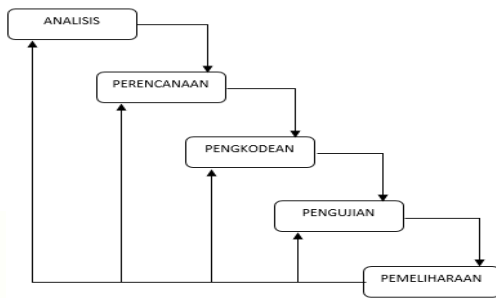 ANALISIS
PERENCANAAN
PENGKODEAN
PENGUJIAN
PEMELIHARAAN